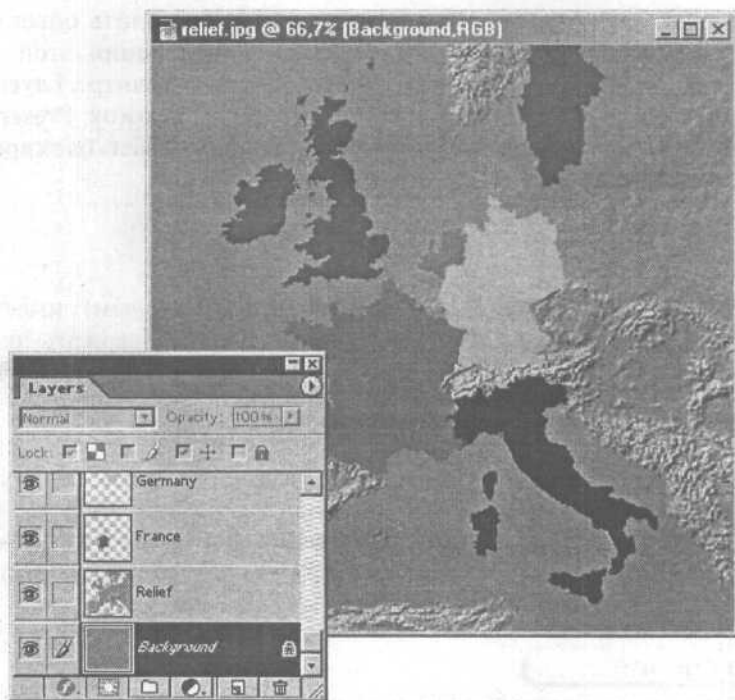 relief.jpg @ 66,7% (Background,RGB)
Layers
Normal Opacity: 100%
Lock:
Germany
France
Relief
Background